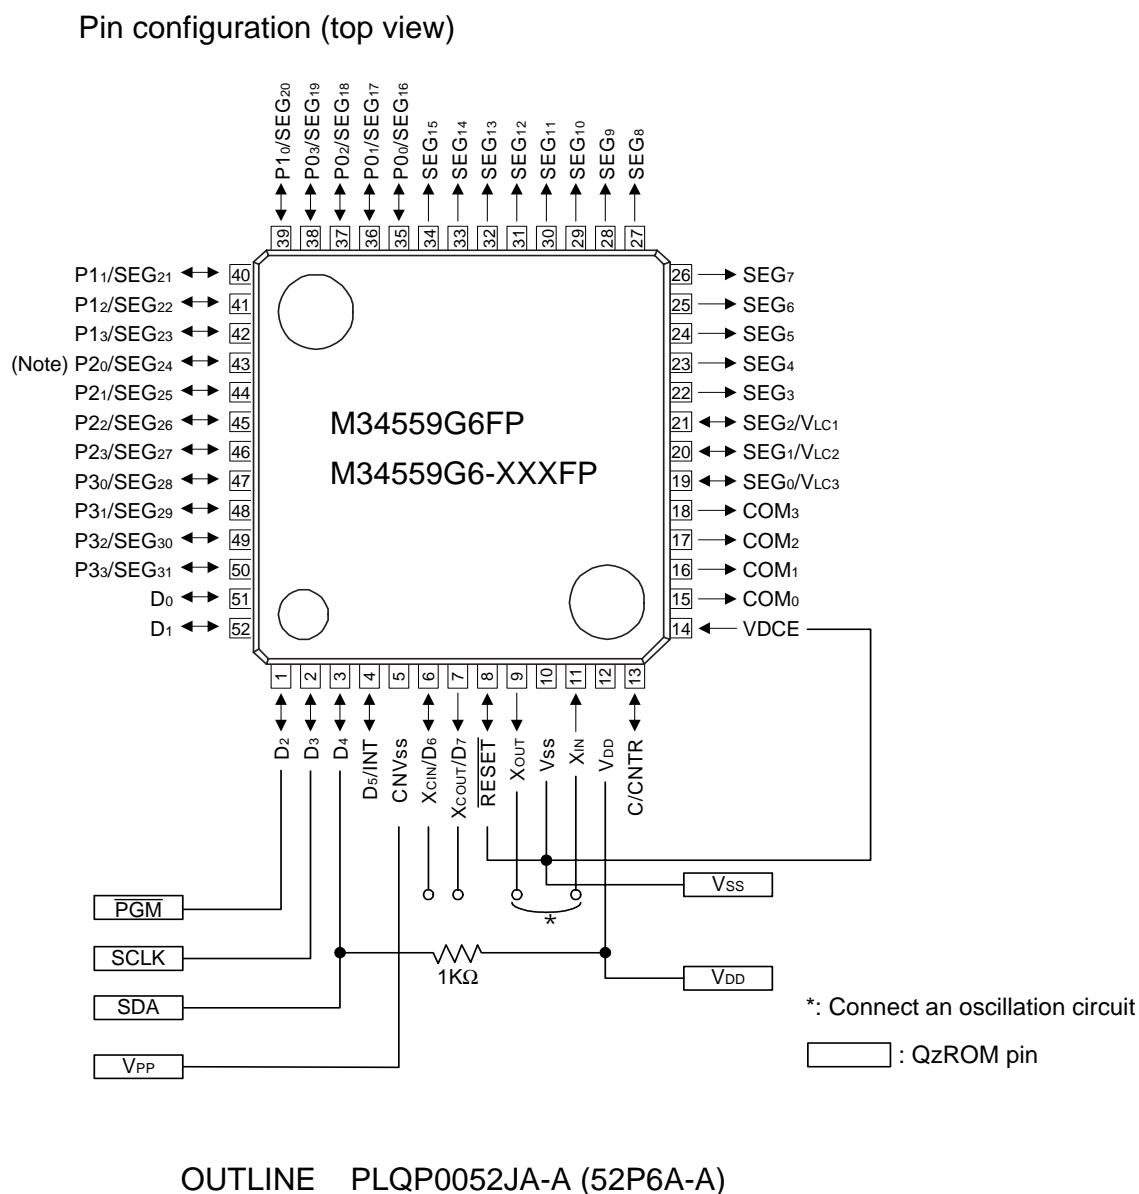 Pin configuration (top view)
P10/SEG20
P03/SEG19
P02/SEG18
P01/SEG17
P00/SEG16
SEG15
SEG14
SEG13
SEG12
SEG11
SEG10
SEG9
SEG8
39 38 37 36 35 34 33 32 31 30 29 28 27
P11/SEG21 40
P12/SEG22 41
P13/SEG23 42
(Note) P20/SEG24 43
P21/SEG25 44
P22/SEG26 45
P23/SEG27 46
P30/SEG28 47
P31/SEG29 48
P32/SEG30 49
P33/SEG31 50
D0 51
D1 52
M34559G6FP
M34559G6-XXXFP
26 SEG7
25 SEG6
24 SEG5
23 SEG4
22 SEG3
21 SEG2/VLC1
20 SEG1/VLC2
19 SEG0/VLC3
18 COM3
17 COM2
16 COM1
15 COM0
14 VDCE
1 2 3 4 5 6 7 8 9 10 11 12 13
D2
D3
D4
D5/INT
CNVss
XCIN/D6
XCOUT/D7
RESET
XOUT
Vss
XIN
VDD
C/CNTR
PGM
SCLK
SDA
VPP
*
1KΩ
VSS
VDD
*: Connect an oscillation circuit
: QzROM pin
OUTLINE PLQP0052JA-A (52P6A-A)